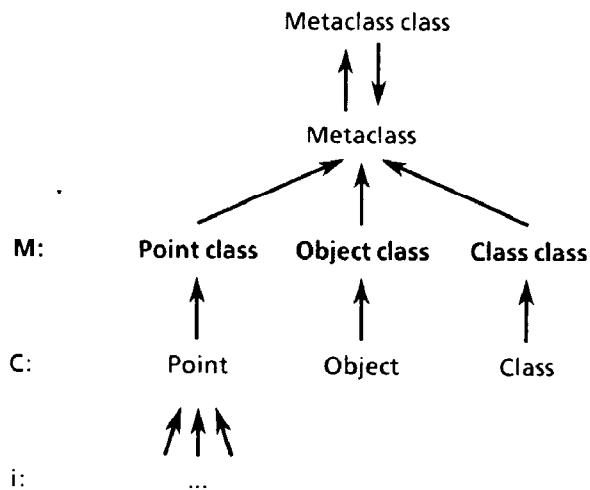 Metaclass class
Metaclass
M: Point class Object class Class class
C: Point Object Class
i: ...